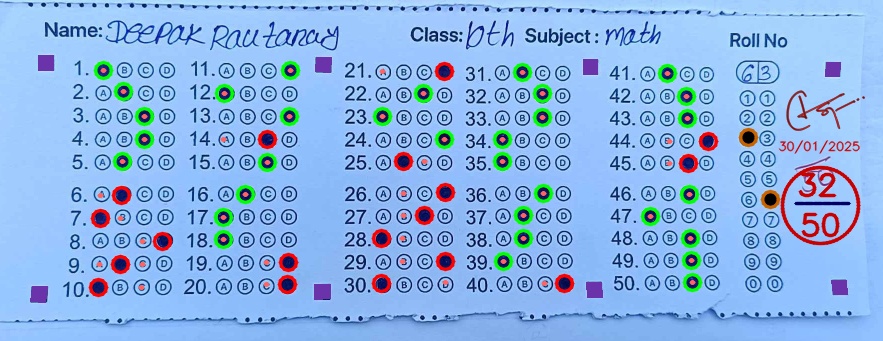 Name: Deepak Rautaray Class: 6th Subject : math Roll No
63
1. A B C D 11. A B C D 21. A B C D 31. A B C D 41. A B C D
2. A B C D 12. A B C D 22. A B C D 32. A B C D 42. A B C D 1 1
3. A B C D 13. A B C D 23. A B C D 33. A B C D 43. A B C D 2 2
4. A B C D 14. A B C D 24. A B C D 34. A B C D 44. A B C D 3
5. A B C D 15. A B C D 25. A B C D 35. A B C D 45. A B C D 4 4
30/01/2025
5 5
6. A B C D 16. A B C D 26. A B C D 36. A B C D 46. A B C D 6
7. A B C D 17. A B C D 27. A B C D 37. A B C D 47. A B C D 7 7
8. A B C D 18. A B C D 28. A B C D 38. A B C D 48. A B C D 8 8
9. A B C D 19. A B C D 29. A B C D 39. A B C D 49. A B C D 9 9
10. A B C D 20. A B C D 30. A B C D 40. A B C D 50. A B C D 0 0
32
50